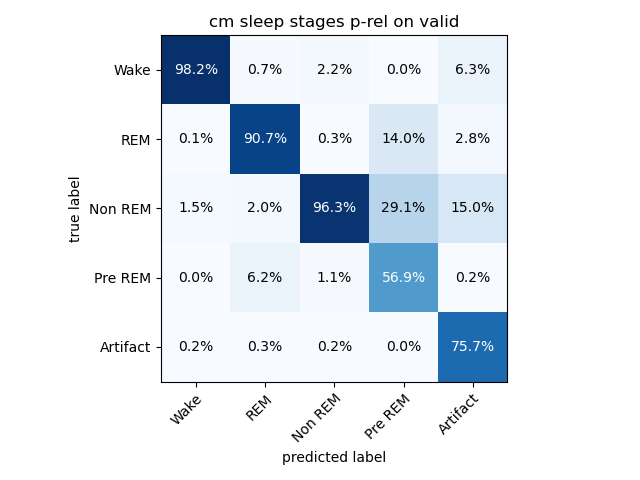 cm sleep stages p-rel on valid
Wake 98.2% 0.7% 2.2% 0.0% 6.3%
REM 0.1% 90.7% 0.3% 14.0% 2.8%
Non REM 1.5% 2.0% 96.3% 29.1% 15.0%
Pre REM 0.0% 6.2% 1.1% 56.9% 0.2%
Artifact 0.2% 0.3% 0.2% 0.0% 75.7%
true label
Wake REM Non REM Pre REM Artifact
predicted label